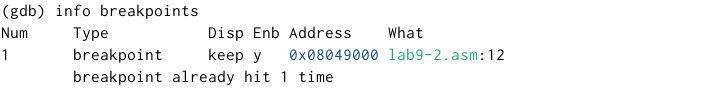 (gdb) info breakpoints
Num     Type           Disp Enb Address    What
1       breakpoint     keep y   0x08049000 lab9-2.asm:12
        breakpoint already hit 1 time